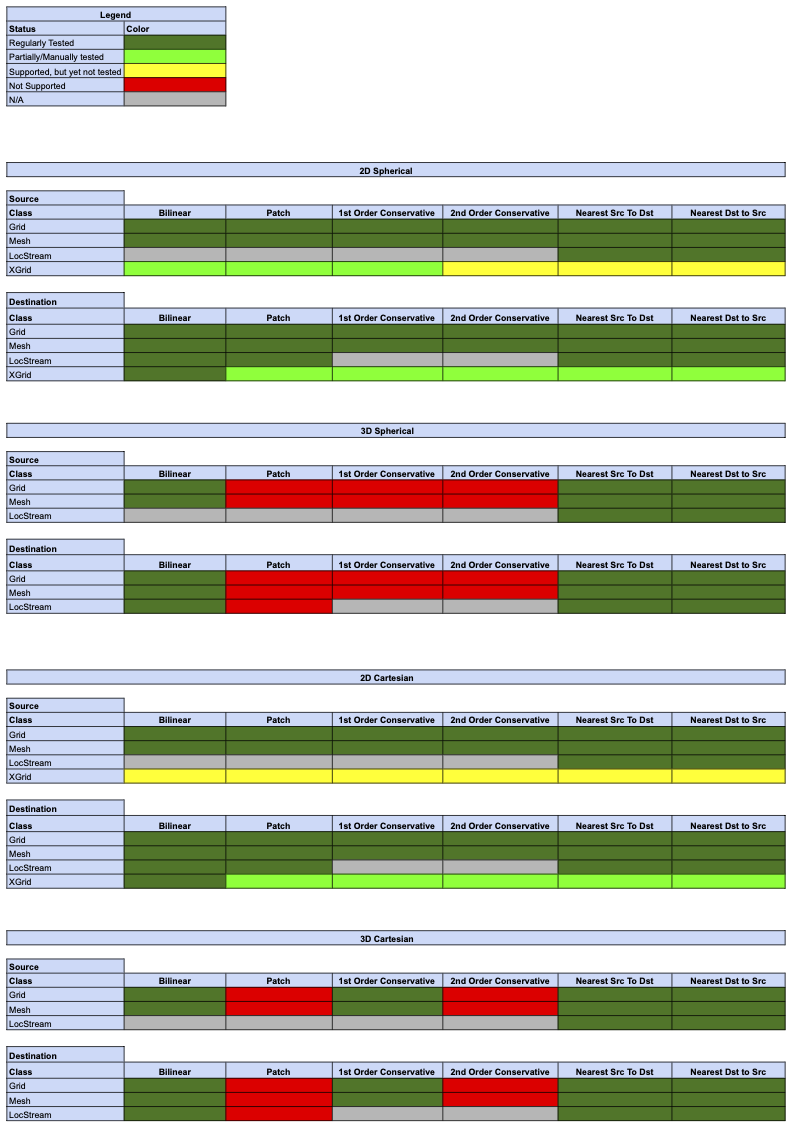 Legend
Status Color
Regularly Tested
Partially/Manually tested
Supported, but yet not tested
Not Supported
N/A
2D Spherical
Source
Class Bilinear Patch 1st Order Conservative 2nd Order Conservative Nearest Src To Dst Nearest Dst to Src
Grid
Mesh
LocStream
XGrid
Destination
Class Bilinear Patch 1st Order Conservative 2nd Order Conservative Nearest Src To Dst Nearest Dst to Src
Grid
Mesh
LocStream
XGrid
3D Spherical
Source
Class Bilinear Patch 1st Order Conservative 2nd Order Conservative Nearest Src To Dst Nearest Dst to Src
Grid
Mesh
LocStream
Destination
Class Bilinear Patch 1st Order Conservative 2nd Order Conservative Nearest Src To Dst Nearest Dst to Src
Grid
Mesh
LocStream
2D Cartesian
Source
Class Bilinear Patch 1st Order Conservative 2nd Order Conservative Nearest Src To Dst Nearest Dst to Src
Grid
Mesh
LocStream
XGrid
Destination
Class Bilinear Patch 1st Order Conservative 2nd Order Conservative Nearest Src To Dst Nearest Dst to Src
Grid
Mesh
LocStream
XGrid
3D Cartesian
Source
Class Bilinear Patch 1st Order Conservative 2nd Order Conservative Nearest Src To Dst Nearest Dst to Src
Grid
Mesh
LocStream
Destination
Class Bilinear Patch 1st Order Conservative 2nd Order Conservative Nearest Src To Dst Nearest Dst to Src
Grid
Mesh
LocStream